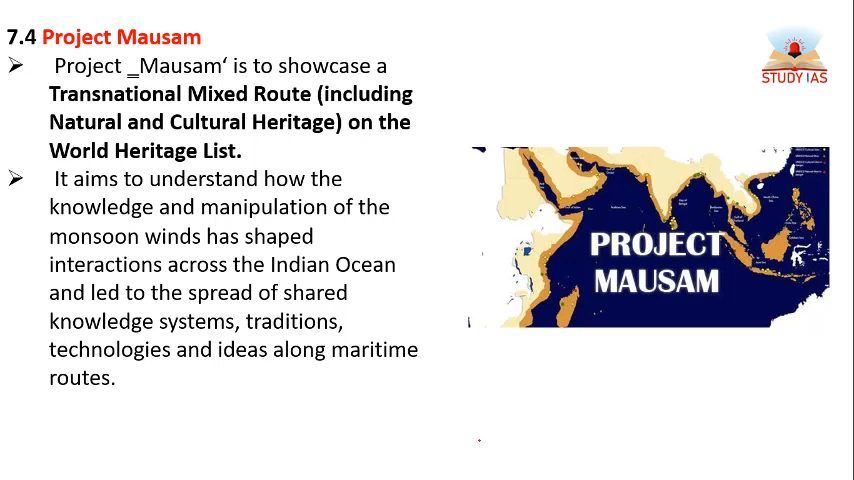 7.4 Project Mausam
➢ Project ‗Mausam‘ is to showcase a
Transnational Mixed Route (including
Natural and Cultural Heritage) on the
World Heritage List.
➢ It aims to understand how the
knowledge and manipulation of the
monsoon winds has shaped
interactions across the Indian Ocean
and led to the spread of shared
knowledge systems, traditions,
technologies and ideas along maritime
routes.
STUDY IAS
PROJECT
MAUSAM